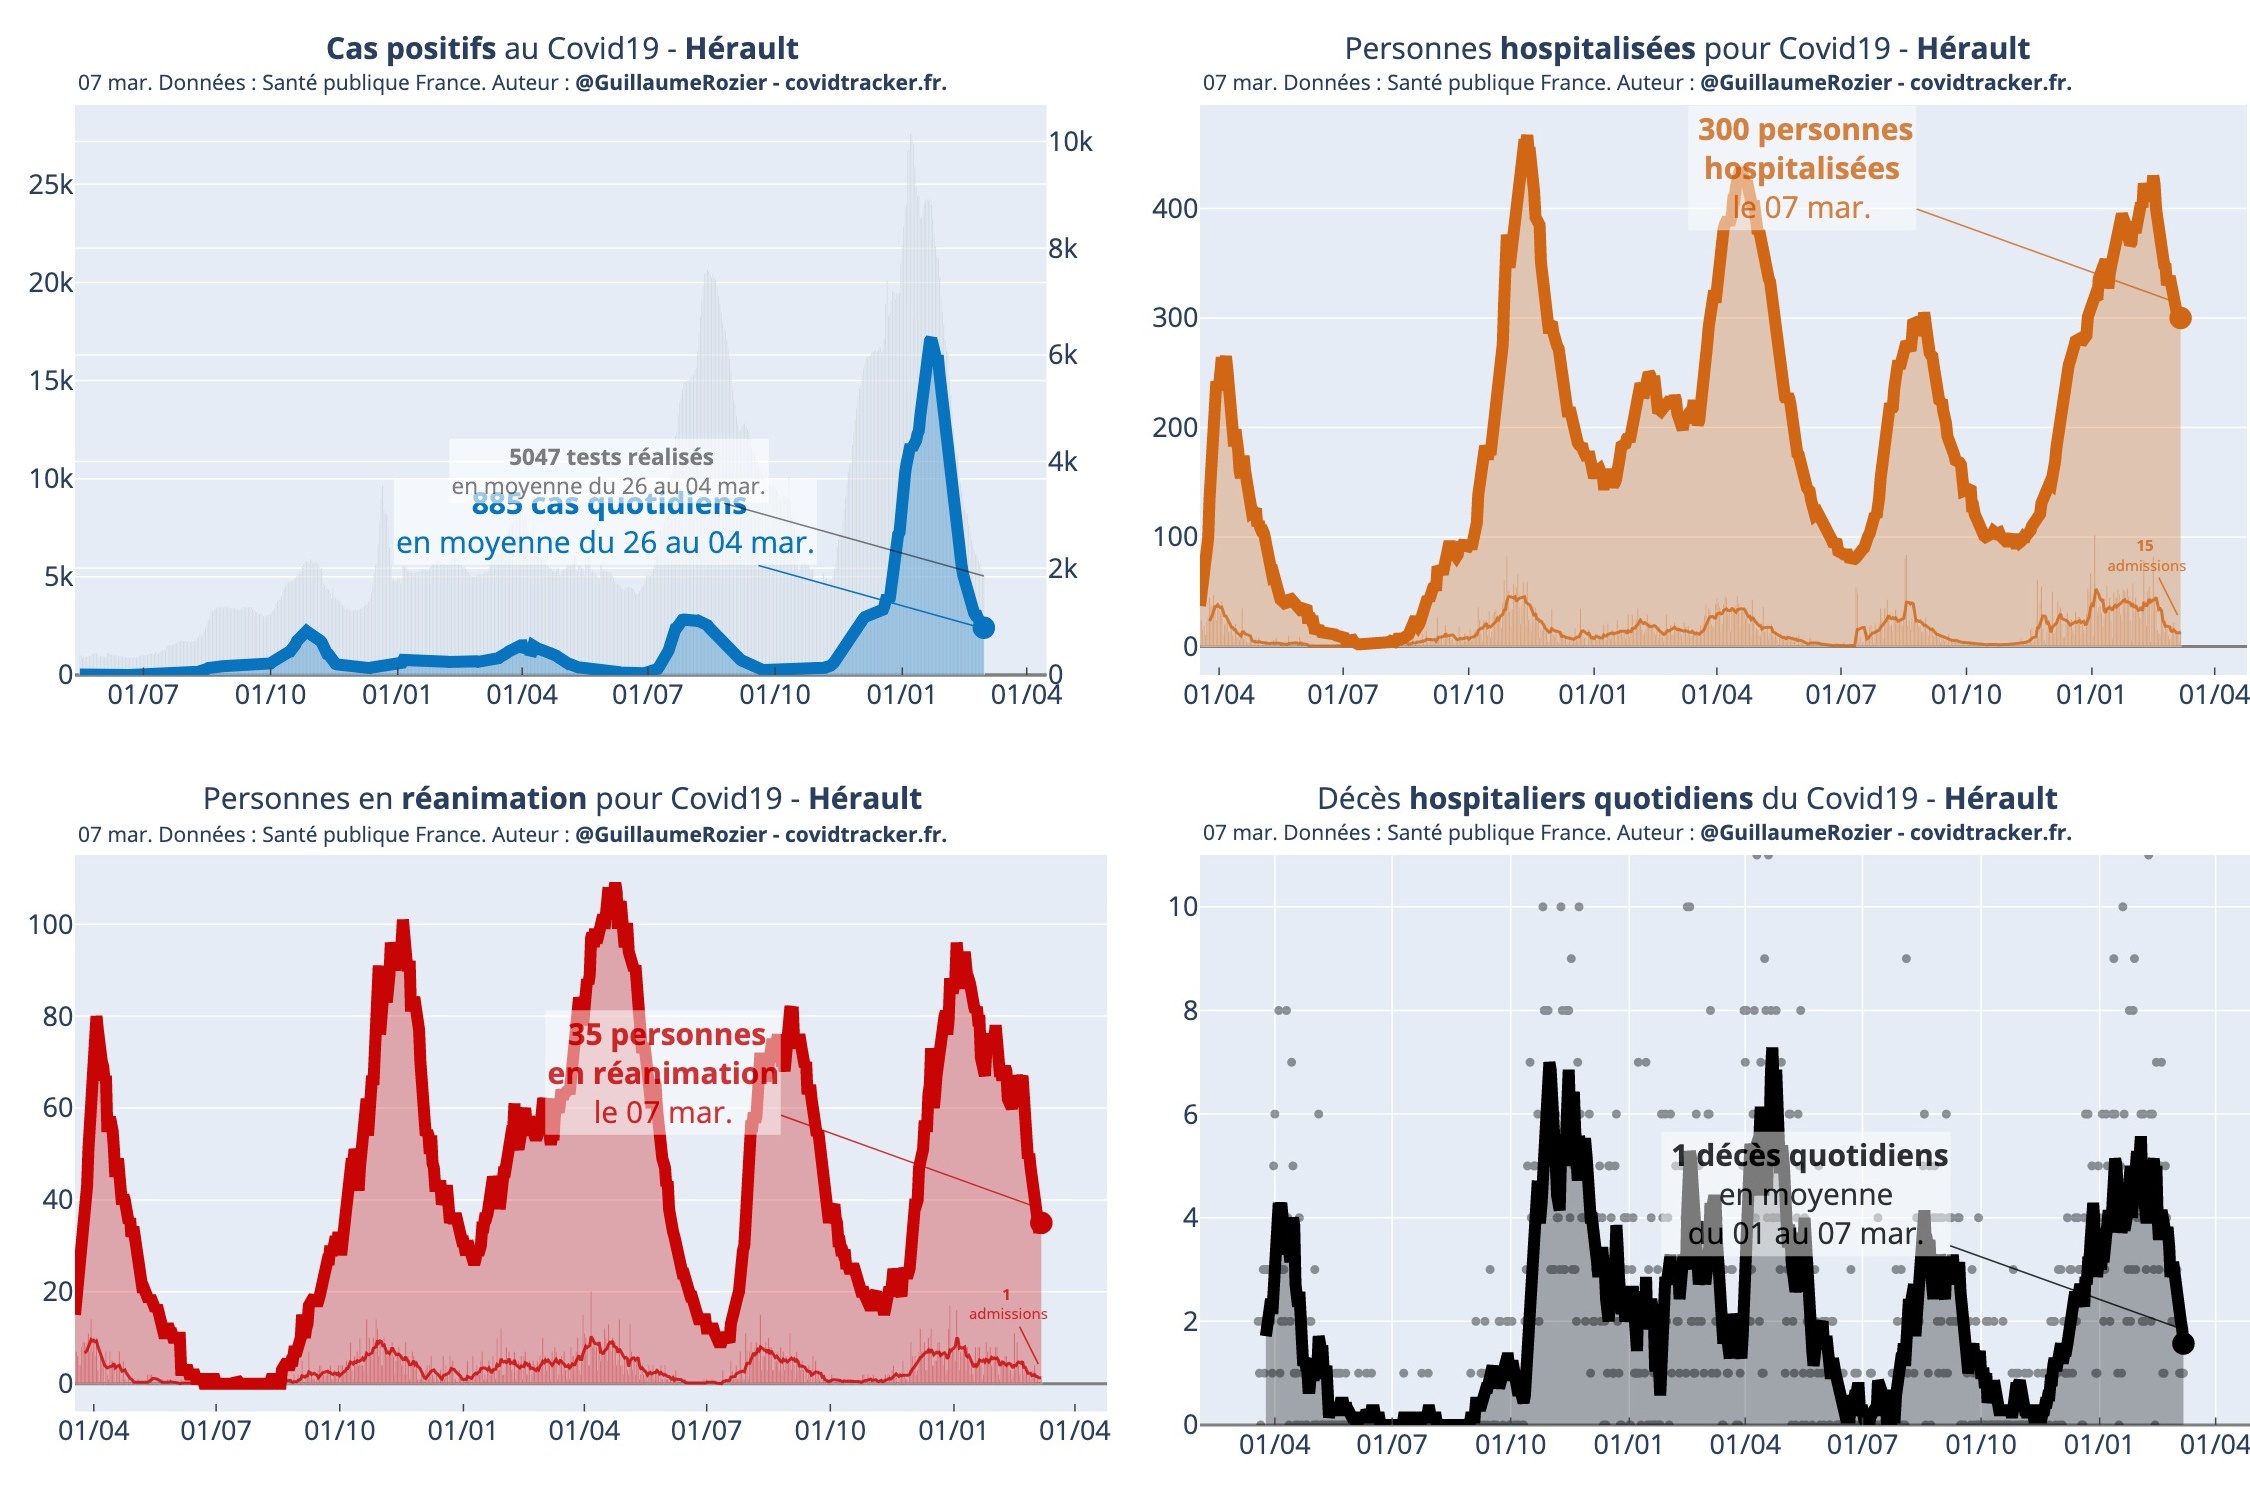 Cas positifs au Covid19 - Hérault
07 mar. Données : Santé publique France. Auteur : @GuillaumeRozier - covidtracker.fr.
25k
20k
15k
10k
5k
0
10k
8k
6k
4k
2k
0
5047 tests réalisés
en moyenne du 26 au 04 mar.
885 cas quotidiens
en moyenne du 26 au 04 mar.
01/07 01/10 01/01 01/04 01/07 01/10 01/01 01/04
Personnes hospitalisées pour Covid19 - Hérault
07 mar. Données : Santé publique France. Auteur : @GuillaumeRozier - covidtracker.fr.
300 personnes
hospitalisées
le 07 mar.
400
300
200
100
0
15
admissions
01/04 01/07 01/10 01/01 01/04 01/07 01/10 01/01 01/04
Personnes en réanimation pour Covid19 - Hérault
07 mar. Données : Santé publique France. Auteur : @GuillaumeRozier - covidtracker.fr.
100
80
60
40
20
0
35 personnes
en réanimation
le 07 mar.
1
admissions
01/04 01/07 01/10 01/01 01/04 01/07 01/10 01/01 01/04
Décès hospitaliers quotidiens du Covid19 - Hérault
07 mar. Données : Santé publique France. Auteur : @GuillaumeRozier - covidtracker.fr.
10
8
6
4
2
0
1 décès quotidiens
en moyenne
du 01 au 07 mar.
01/04 01/07 01/10 01/01 01/04 01/07 01/10 01/01 01/04